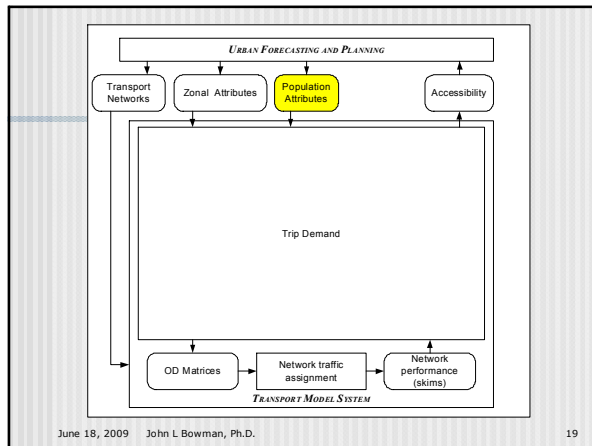 URBAN FORECASTING AND PLANNING
Transport
Networks
Zonal Attributes
Population
Attributes
Accessibility
Trip Demand
OD Matrices
Network traffic
assignment
Network
performance
(skims)
TRANSPORT MODEL SYSTEM
June 18, 2009 John L Bowman, Ph.D. 19